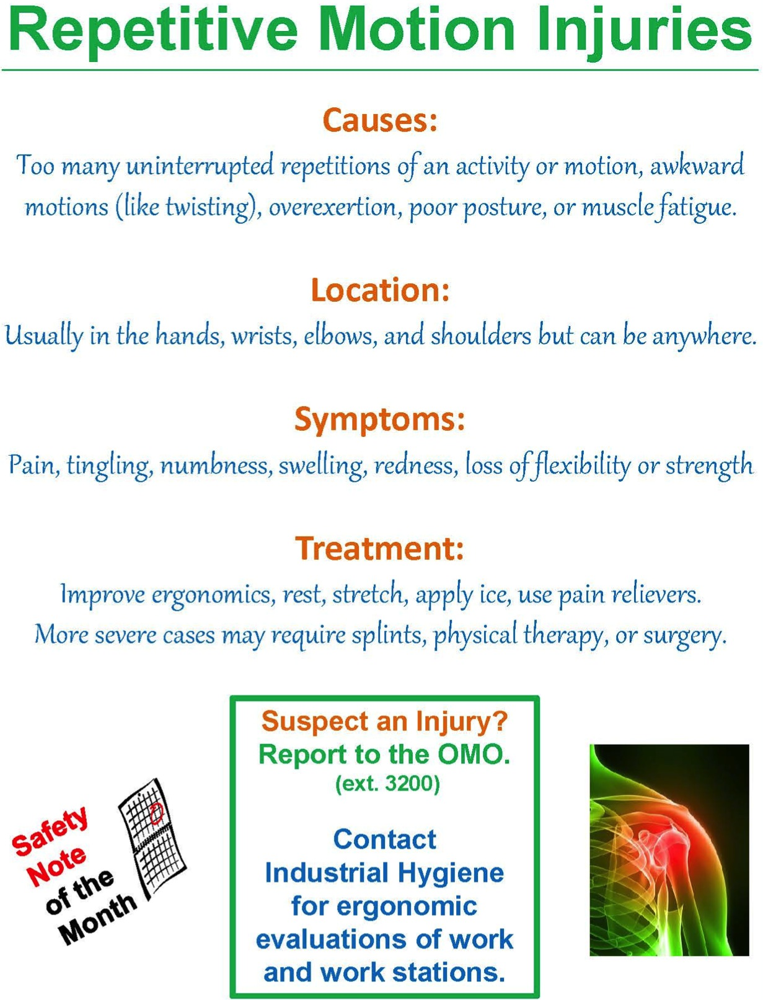 Repetitive Motion Injuries
Causes:
Too many uninterrupted repetitions of an activity or motion, awkward
motions (like twisting), overexertion, poor posture, or muscle fatigue.
Location:
Usually in the hands, wrists, elbows, and shoulders but can be anywhere.
Symptoms:
Pain, tingling, numbness, swelling, redness, loss of flexibility or strength
Treatment:
Improve ergonomics, rest, stretch, apply ice, use pain relievers.
More severe cases may require splints, physical therapy, or surgery.
Safety
Note
of the
Month
Suspect an Injury?
Report to the OMO.
(ext. 3200)
Contact
Industrial Hygiene
for ergonomic
evaluations of work
and work stations.